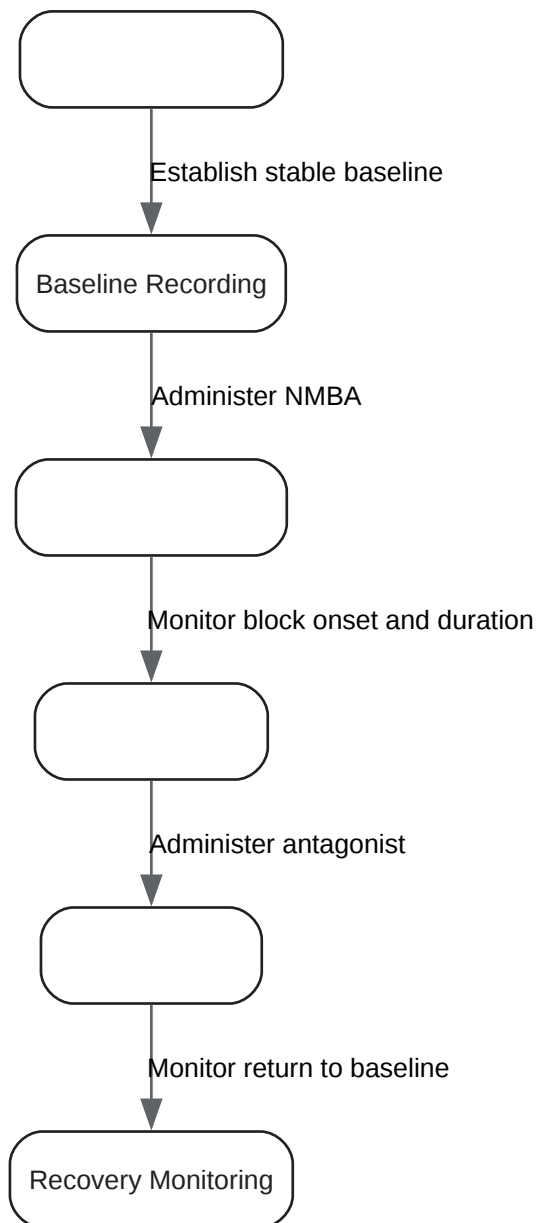 Establish stable baseline
Baseline Recording
Administer NMBA
Monitor block onset and duration
Administer antagonist
Monitor return to baseline
Recovery Monitoring